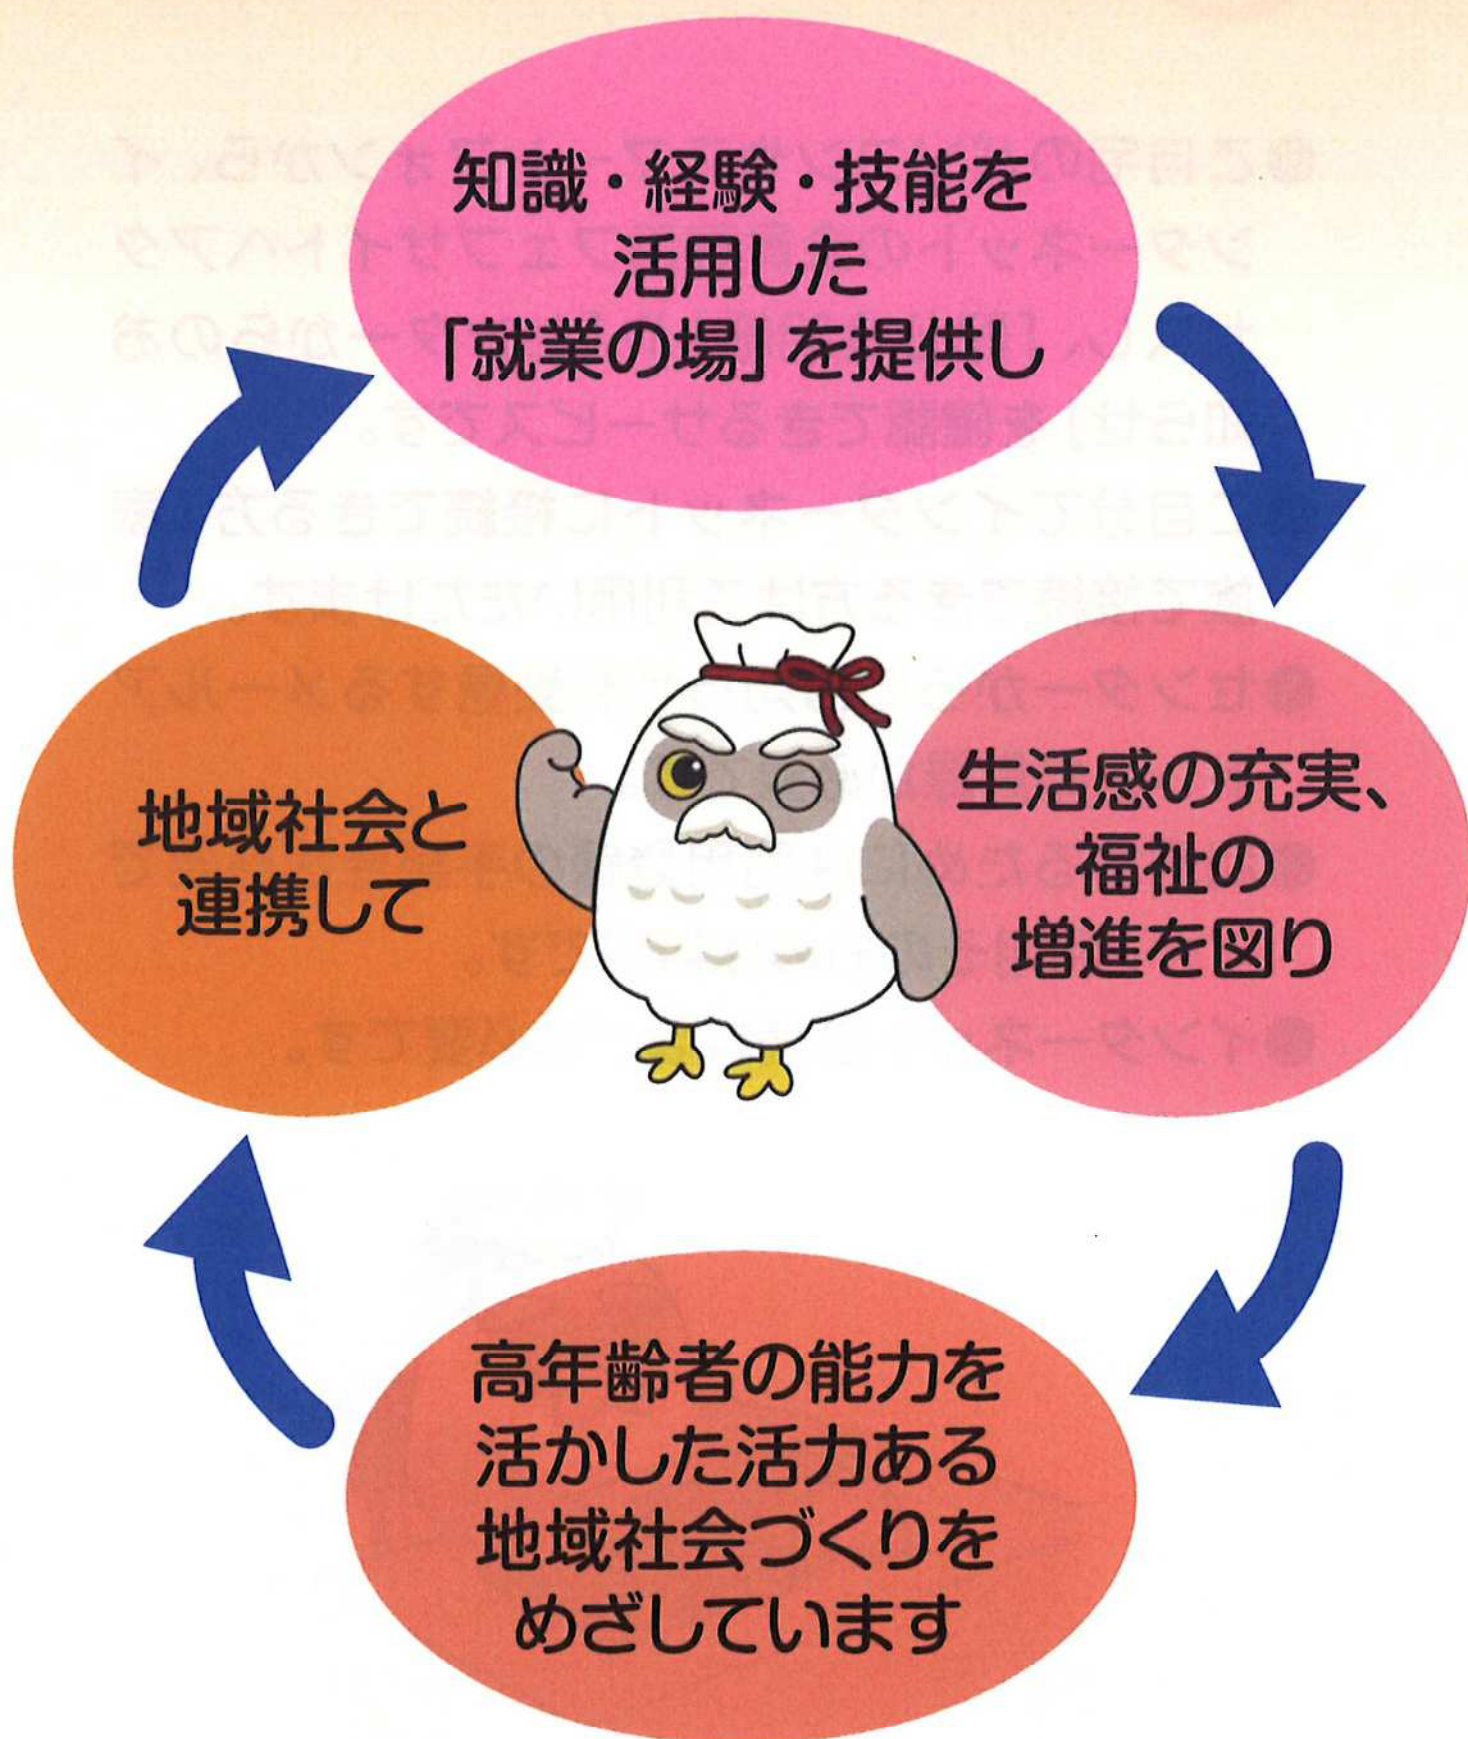 知識・経験・技能を
活用した
「就業の場」を提供し
生活感の充実、
福祉の
増進を図り
高年齢者の能力を
活かした活力ある
地域社会づくりを
めざしています
地域社会と
連携して